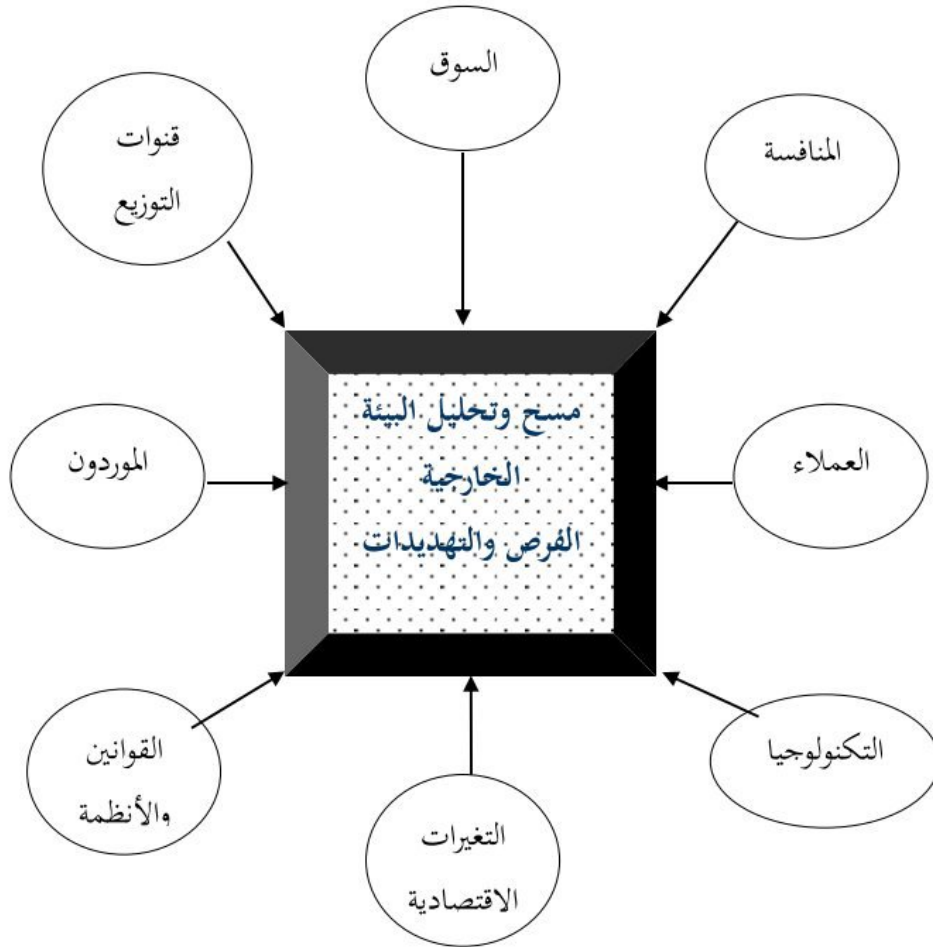 السوق
المنافسة
قنوات
التوزيع
مسح وتحليل البيئة
الخارجية
الفرص والتهديدات
العملاء
الموردون
التكنولوجيا
القوانين
والأنظمة
التغيرات
الاقتصادية